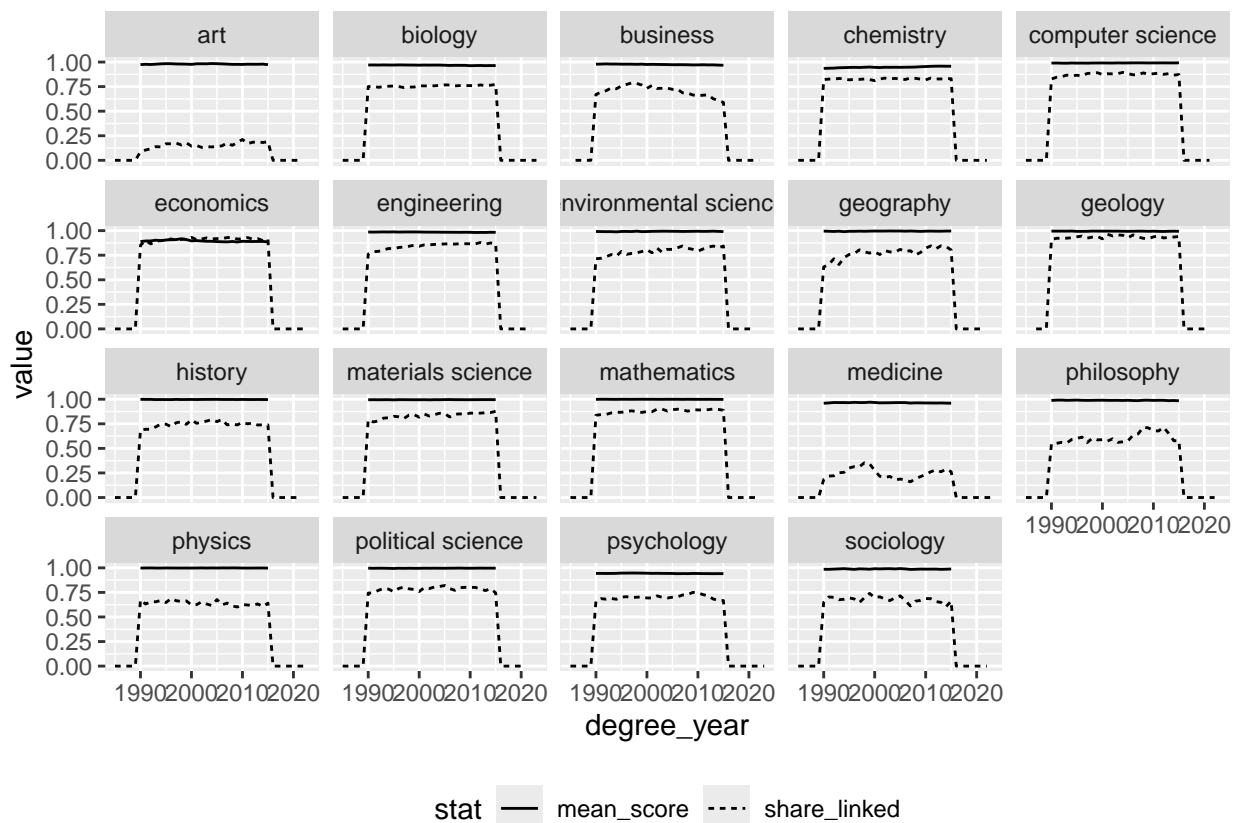 art biology business chemistry computer science
1.00
0.75
0.50
0.25
0.00
economics engineering environmental scienc geography geology
1.00
0.75
0.50
0.25
0.00
value
history materials science mathematics medicine philosophy
1.00
0.75
0.50
0.25
0.00
1990 2000 2010 2020
physics political science psychology sociology
1.00
0.75
0.50
0.25
0.00
1990 2000 2010 2020 1990 2000 2010 2020 1990 2000 2010 2020 1990 2000 2010 2020
degree_year
stat mean_score share_linked